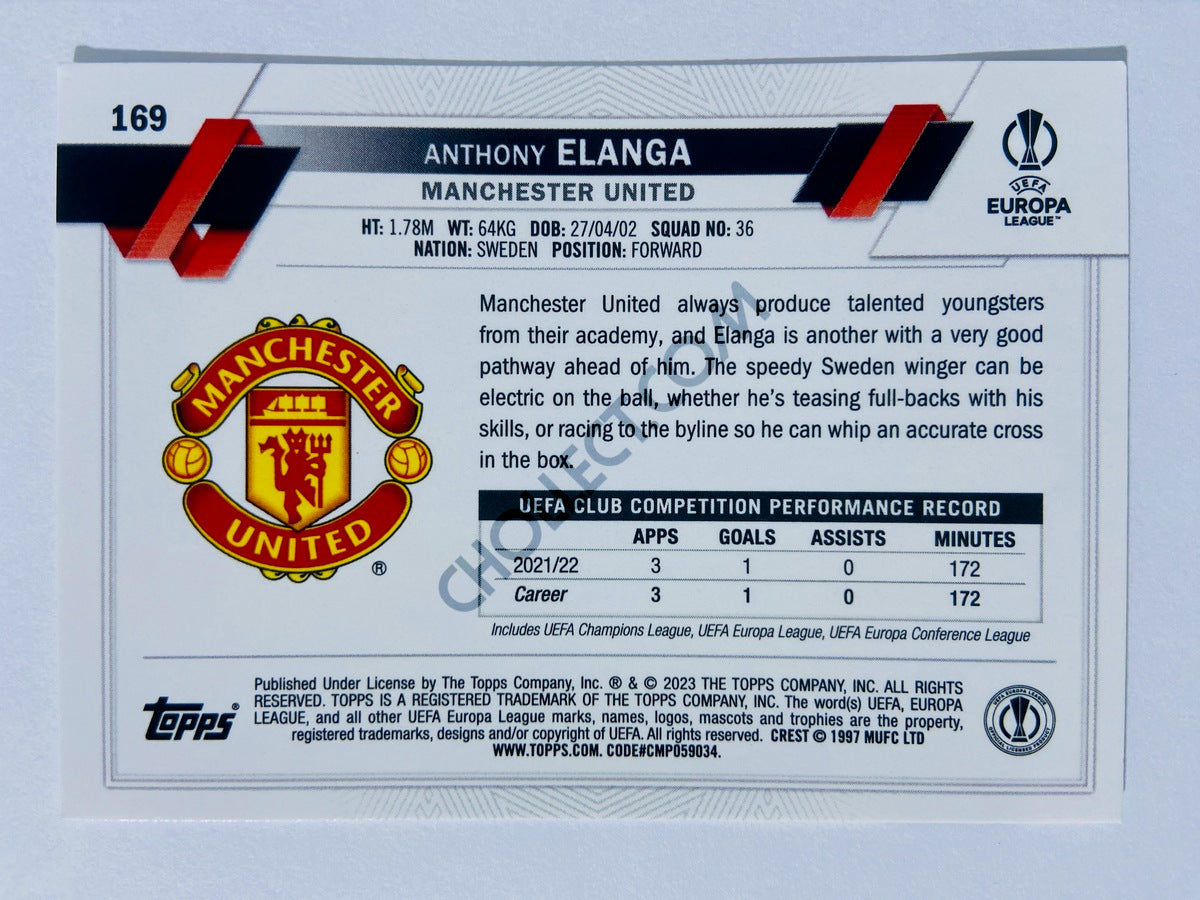 169
ANTHONY ELANGA
MANCHESTER UNITED
HT: 1.78M WT: 64KG DOB: 27/04/02 SQUAD NO: 36
NATION: SWEDEN POSITION: FORWARD
UEFA
EUROPA
LEAGUE™
MANCHESTER
UNITED
®
Manchester United always produce talented youngsters
from their academy, and Elanga is another with a very good
pathway ahead of him. The speedy Sweden winger can be
electric on the ball, whether he's teasing full-backs with his
skills, or racing to the byline so he can whip an accurate cross
in the box.
CHOLLECT.COM
UEFA CLUB COMPETITION PERFORMANCE RECORD
APPS GOALS ASSISTS MINUTES
2021/22 3 1 0 172
Career 3 1 0 172
Includes UEFA Champions League, UEFA Europa League, UEFA Europa Conference League
topps®
Published Under License by The Topps Company, Inc. ® & © 2023 THE TOPPS COMPANY, INC. ALL RIGHTS
RESERVED. TOPPS IS A REGISTERED TRADEMARK OF THE TOPPS COMPANY, INC. The word(s) UEFA, EUROPA
LEAGUE, and all other UEFA Europa League marks, names, logos, mascots and trophies are the property,
registered trademarks, designs and/or copyright of UEFA. All rights reserved. CREST © 1997 MUFC LTD
WWW.TOPPS.COM. CODE#CMP059034.
UEFA EUROPA LEAGUE
OFFICIAL LICENSED PRODUCT